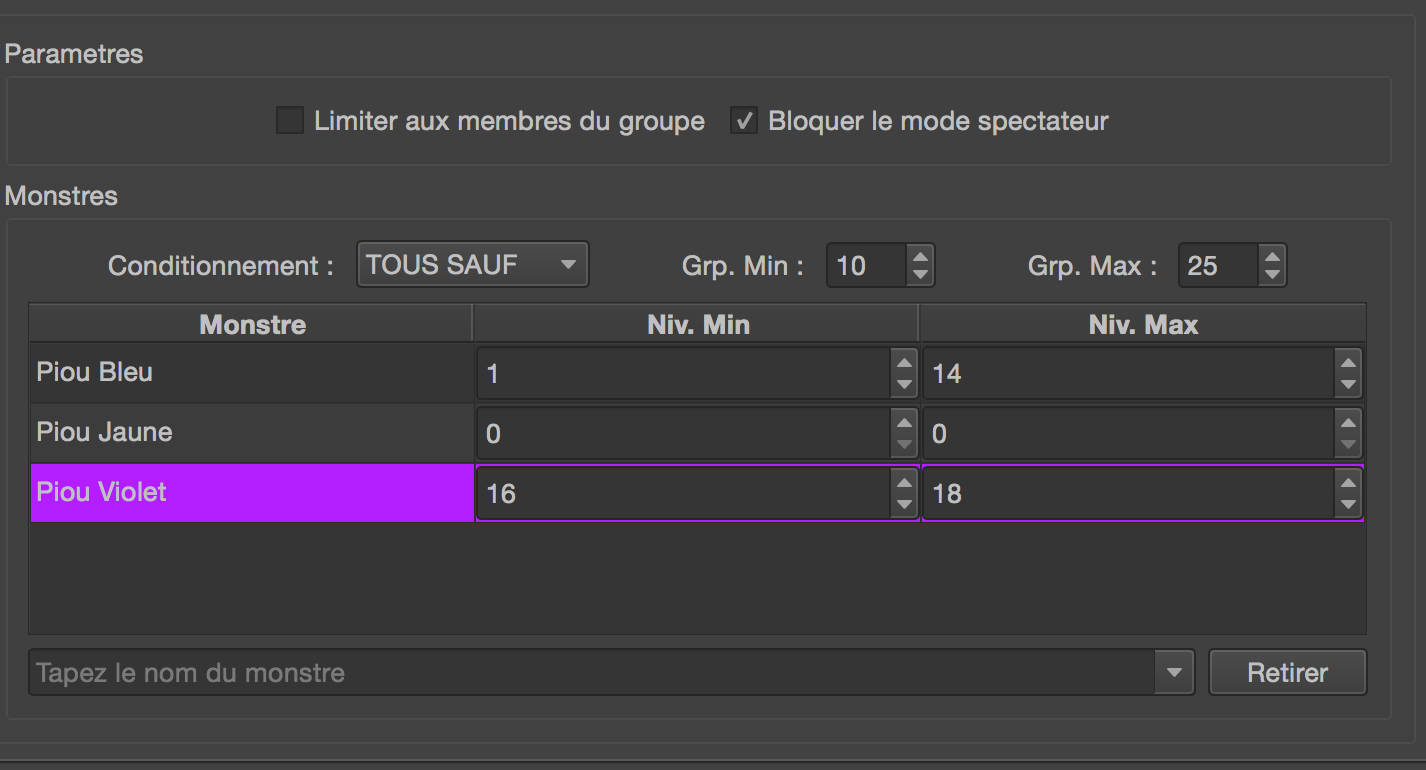 Parametres
Limiter aux membres du groupe Bloquer le mode spectateur
Monstres
Conditionnement : TOUS SAUF Grp. Min : 10 Grp. Max : 25
Monstre Niv. Min Niv. Max
Piou Bleu 1 14
Piou Jaune 0 0
Piou Violet 16 18
Tapez le nom du monstre Retirer